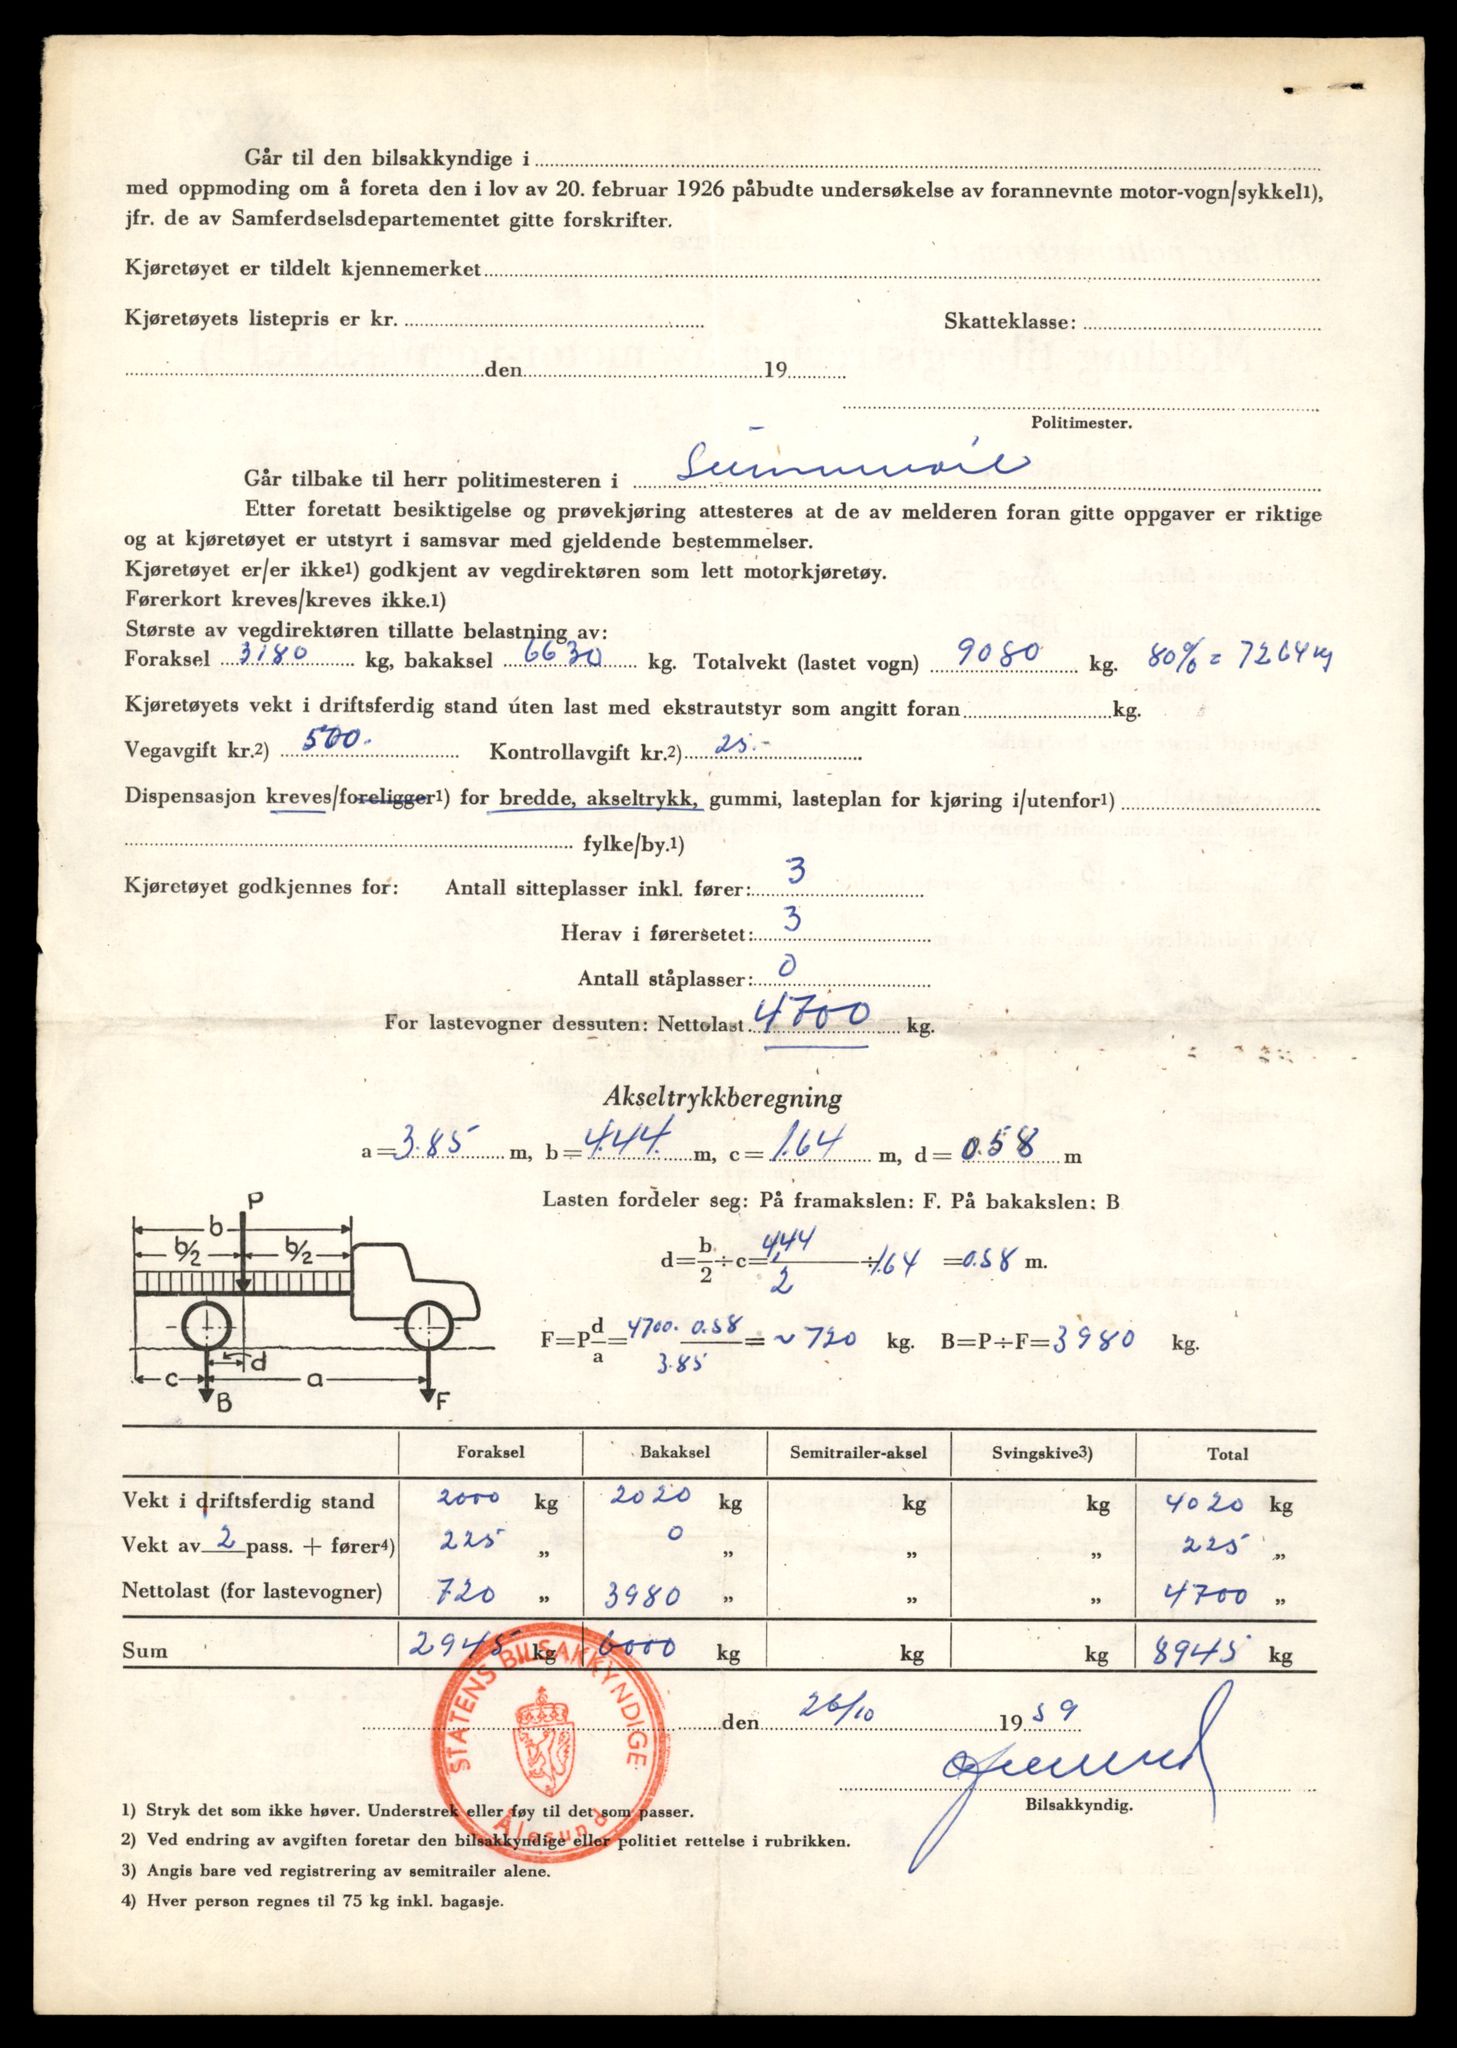 Går til den bilsakkyndige i
med oppmoding om å foreta den i lov av 20. februar 1926 påbudte undersøkelse av forannevnte motor-vogn/sykkel1),
jfr. de av Samferdselsdepartementet gitte forskrifter.
Kjøretøyet er tildelt kjennemerket
Kjøretøyets listepris er kr. Skatteklasse:
den 19
Politimester.
Går tilbake til herr politimesteren i Sunnmøre
Etter foretatt besiktigelse og prøvekjøring attesteres at de av melderen foran gitte oppgaver er riktige
og at kjøretøyet er utstyrt i samsvar med gjeldende bestemmelser.
Kjøretøyet er/er ikke1) godkjent av vegdirektøren som lett motorkjøretøy.
Førerkort kreves/kreves ikke.1)
Største av vegdirektøren tillatte belastning av:
Foraksel 3180 kg, bakaksel 6630 kg. Totalvekt (lastet vogn) 9080 kg. 80% = 7264 kg
Kjøretøyets vekt i driftsferdig stand uten last med ekstrautstyr som angitt foran kg.
Vegavgift kr.2) 500.- Kontrollavgift kr.2) 25.-
Dispensasjon kreves/foreligger1) for bredde, akseltrykk, gummi, lasteplan for kjøring i/utenfor1)
fylke/by.1)
Kjøretøyet godkjennes for: Antall sitteplasser inkl. fører: 3
Herav i førersetet: 3
Antall ståplasser: 0
For lastevogner dessuten: Nettolast 4700 kg.
Akseltrykkberegning
a=3.85 m, b=4.44. m, c=1.64 m, d=0.58 m
Lasten fordeler seg: På framakslen: F. På bakakslen: B
d=b/2÷c=4,44/2÷1.64=0.58 m.
F=P d/a=4700. 0.58/3.85=~720 kg. B=P÷F=3980 kg.
P
b
b/2 b/2
d
c a
B F
Foraksel Bakaksel Semitrailer-aksel Svingskive3) Total
Vekt i driftsferdig stand 2000 kg 2020 kg kg kg 4020 kg
Vekt av 2 pass. + fører4) 225 „ 0 „ „ „ 225 „
Nettolast (for lastevogner) 720 „ 3980 „ „ „ 4700 „
Sum 2945 kg 6000 kg kg kg 8945 kg
STATENS BILSAKKYNDIGE
Ålesund
den 26/10 1959
Bilsakkyndig.
1) Stryk det som ikke høver. Understrek eller føy til det som passer.
2) Ved endring av avgiften foretar den bilsakkyndige eller politiet rettelse i rubrikken.
3) Angis bare ved registrering av semitrailer alene.
4) Hver person regnes til 75 kg inkl. bagasje.